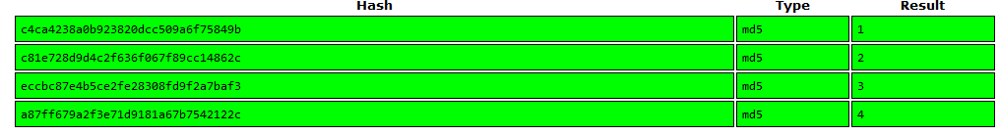 Hash Type Result
c4ca4238a0b923820dcc509a6f75849b md5 1
c81e728d9d4c2f636f067f89cc14862c md5 2
eccbc87e4b5ce2fe28308fd9f2a7baf3 md5 3
a87ff679a2f3e71d9181a67b7542122c md5 4